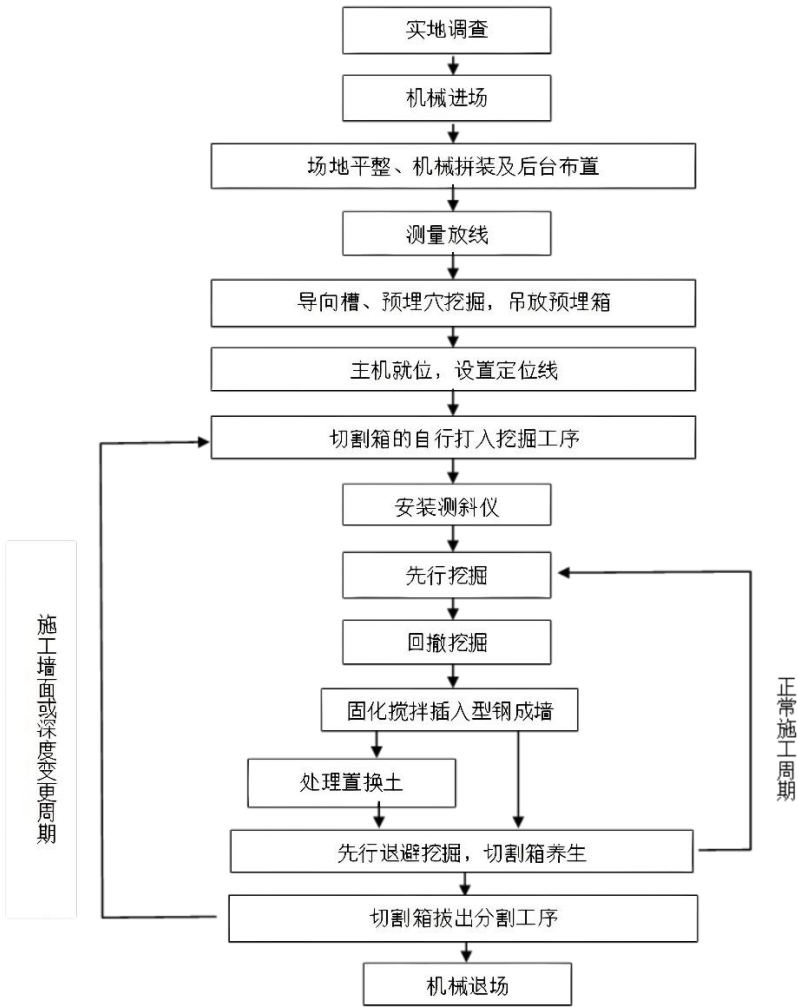 实地调查
机械进场
场地平整、机械拼装及后台布置
测量放线
导向槽、预埋穴挖掘，吊放预埋箱
主机就位，设置定位线
切割箱的自行打入挖掘工序
安装测斜仪
先行挖掘
回撤挖掘
固化搅拌插入型钢成墙
处理置换土
先行退避挖掘，切割箱养生
切割箱拔出分割工序
机械退场
施工墙面或深度变更周期
正常施工周期